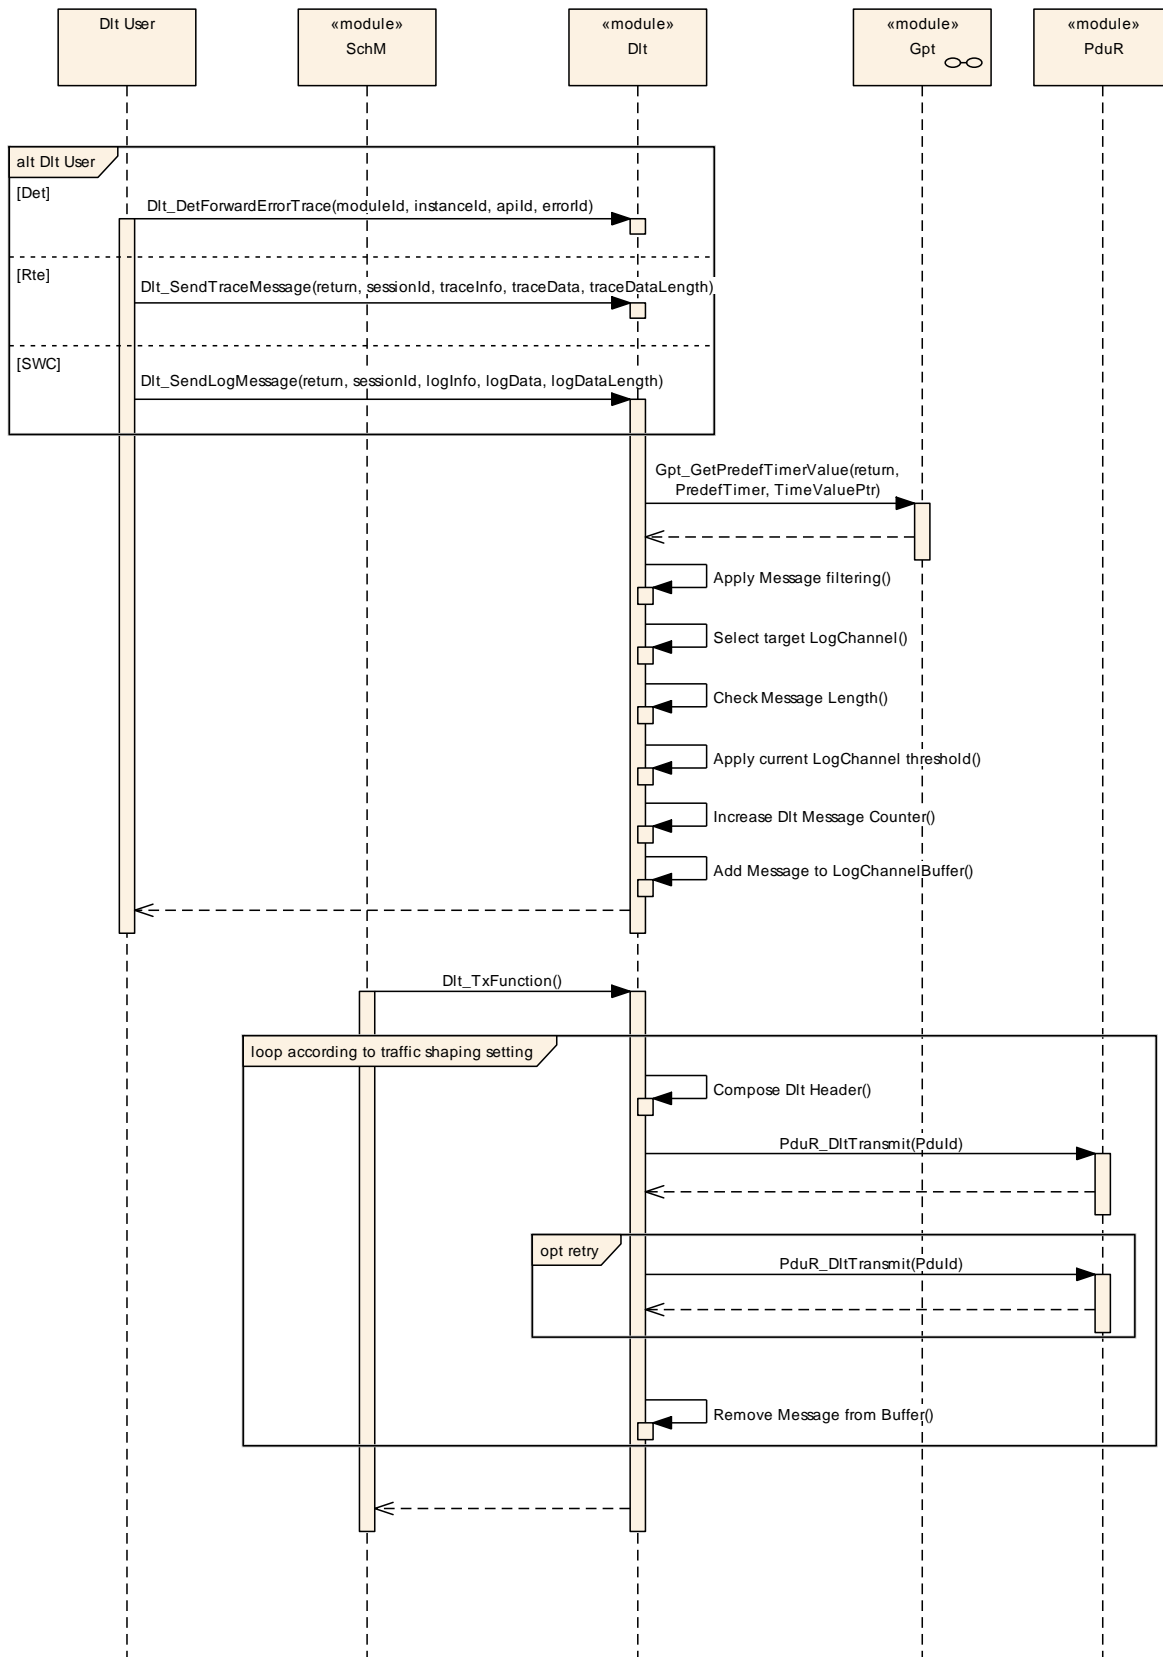 Dlt User
«module»
SchM
«module»
Dlt
«module»
Gpt
«module»
PduR
alt Dlt User
[Det]
Dlt_DetForwardErrorTrace(moduleId, instanceId, apiId, errorId)
[Rte]
Dlt_SendTraceMessage(return, sessionId, traceInfo, traceData, traceDataLength)
[SWC]
Dlt_SendLogMessage(return, sessionId, logInfo, logData, logDataLength)
Gpt_GetPredefTimerValue(return,
PredefTimer, TimeValuePtr)
Apply Message filtering()
Select target LogChannel()
Check Message Length()
Apply current LogChannel threshold()
Increase Dlt Message Counter()
Add Message to LogChannelBuffer()
Dlt_TxFunction()
loop according to traffic shaping setting
Compose Dlt Header()
PduR_DltTransmit(PduId)
opt retry
PduR_DltTransmit(PduId)
Remove Message from Buffer()